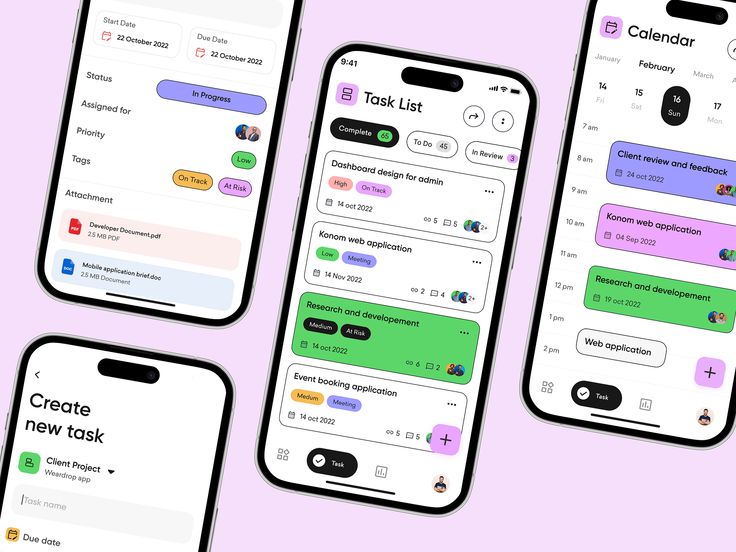 Start Date
22 October 2022
Due Date
22 October 2022
Status
In Progress
Assigned for
Priority
Low
Tags
On Track
At Risk
Attachment
PDF
Developer Document.pdf
2.5 MB PDF
DOC
Mobile application brief.doc
2.5 MB Document
Create
new task
Client Project
Weardrop app
Task name
Due date
9:41
Task List
Complete 65
To Do 45
In Review 3
Dashboard design for admin
High
On Track
14 oct 2022
5
5
2+
Konom web application
Low
Meeting
14 Nov 2022
2
4
2+
Research and developement
Medium
At Risk
14 oct 2022
6
2
Event booking application
Medum
Meeting
14 oct 2022
5
5
+
Task
Calendar
January
February
March
14
Fri
15
Sat
16
Sun
17
Mon
7 am
8 am
9 am
10 am
11 am
12 pm
1 pm
2 pm
Client review and feedback
24 oct 2022
Konom web application
04 Sep 2022
Research and developement
19 oct 2022
Web application
+
Task